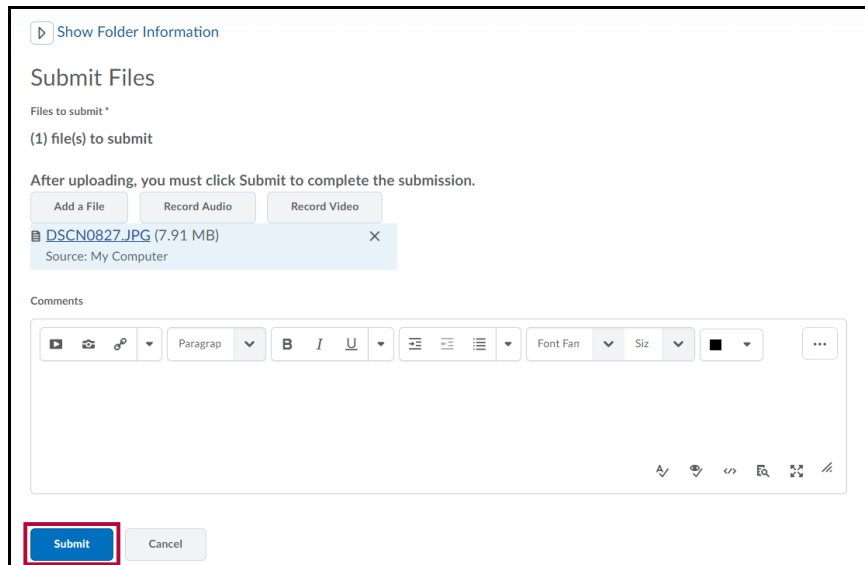 Show Folder Information
Submit Files
Files to submit *
(1) file(s) to submit
After uploading, you must click Submit to complete the submission.
Add a File Record Audio Record Video
DSCN0827.JPG (7.91 MB)
Source: My Computer
Comments
Paragrap B I U Font Fam Siz
Submit Cancel